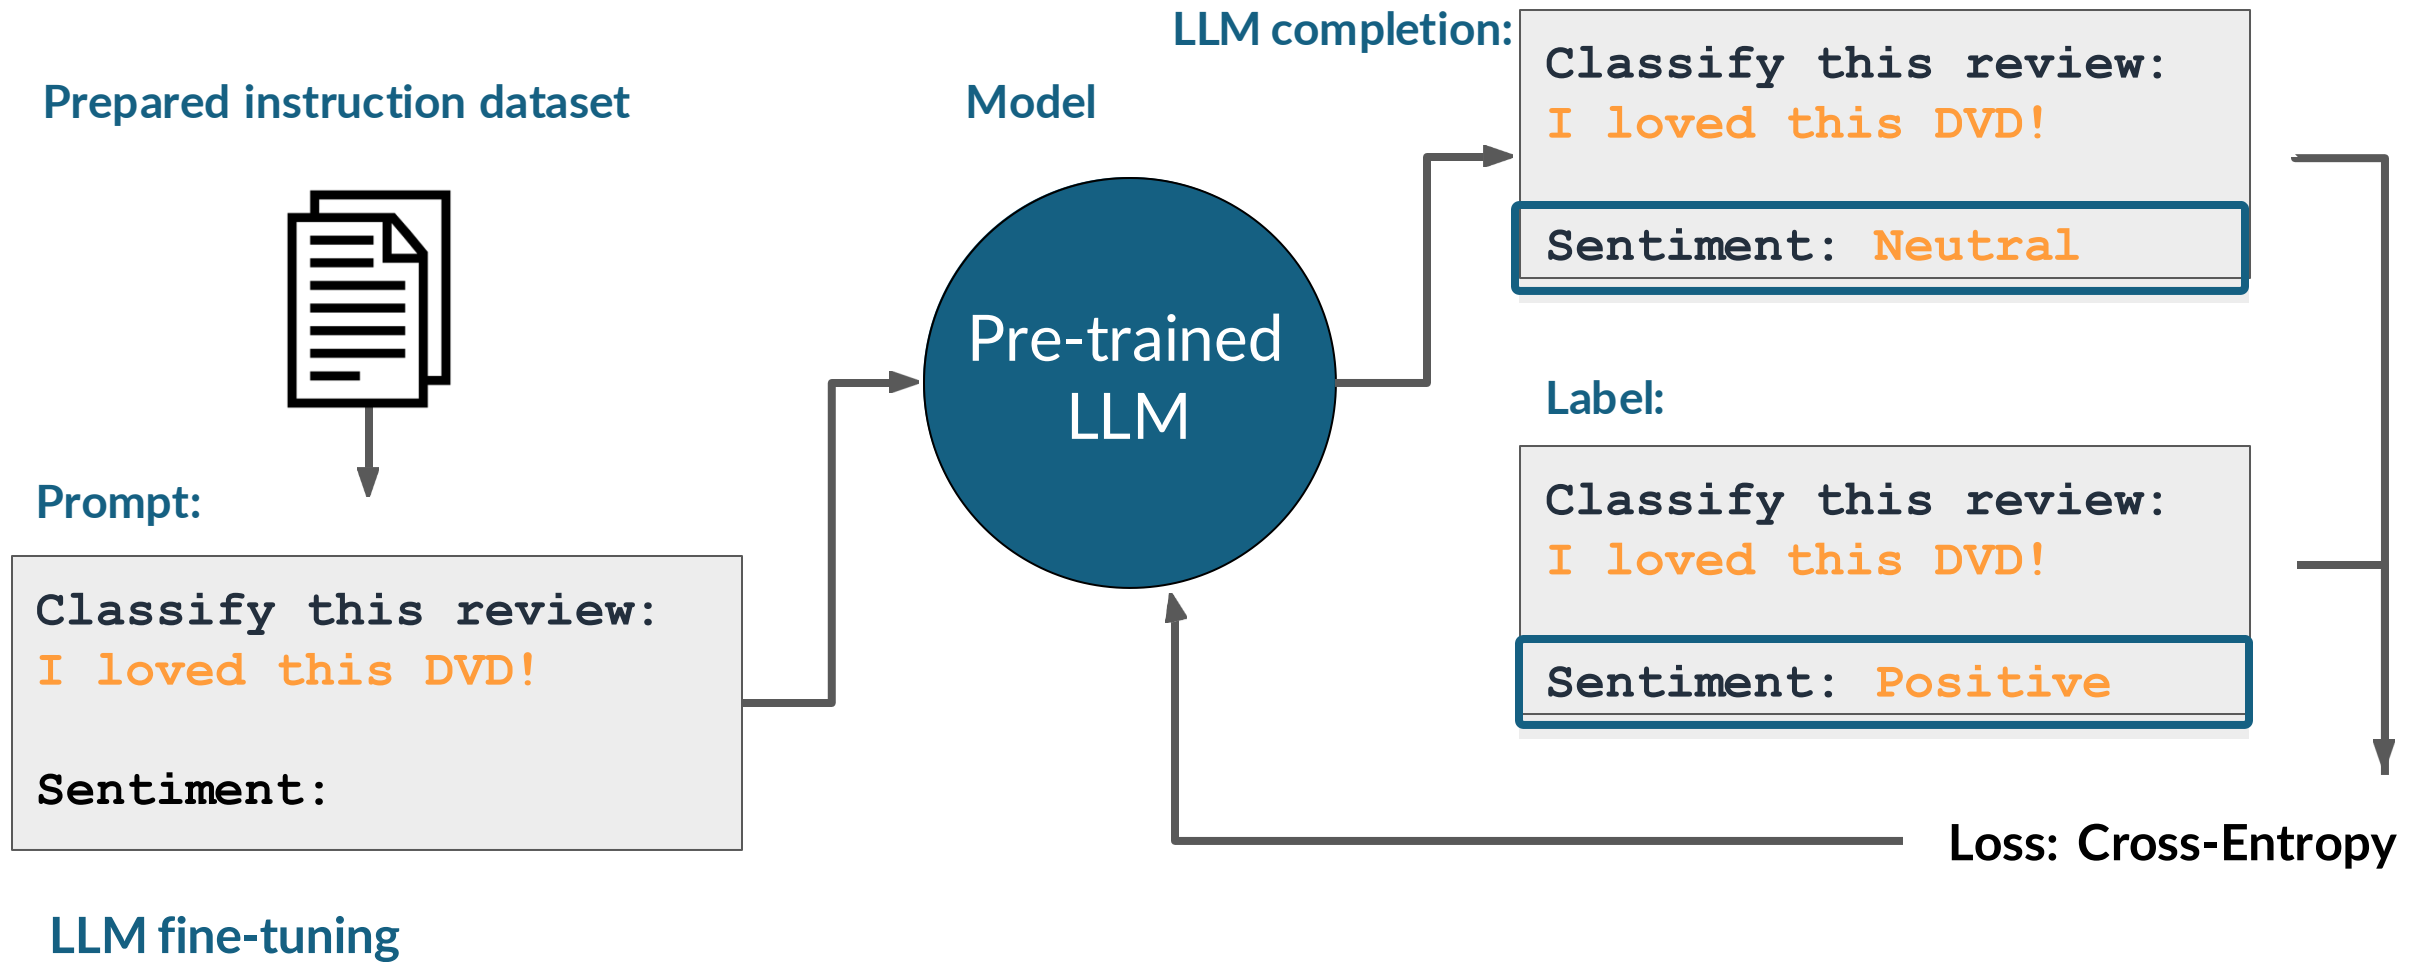 Prepared instruction dataset
Prompt:
Classify this review:
I loved this DVD!
Sentiment:
LLM fine-tuning
Model
Pre-trained
LLM
LLM completion:
Classify this review:
I loved this DVD!
Sentiment: Neutral
Label:
Classify this review:
I loved this DVD!
Sentiment: Positive
Loss: Cross-Entropy